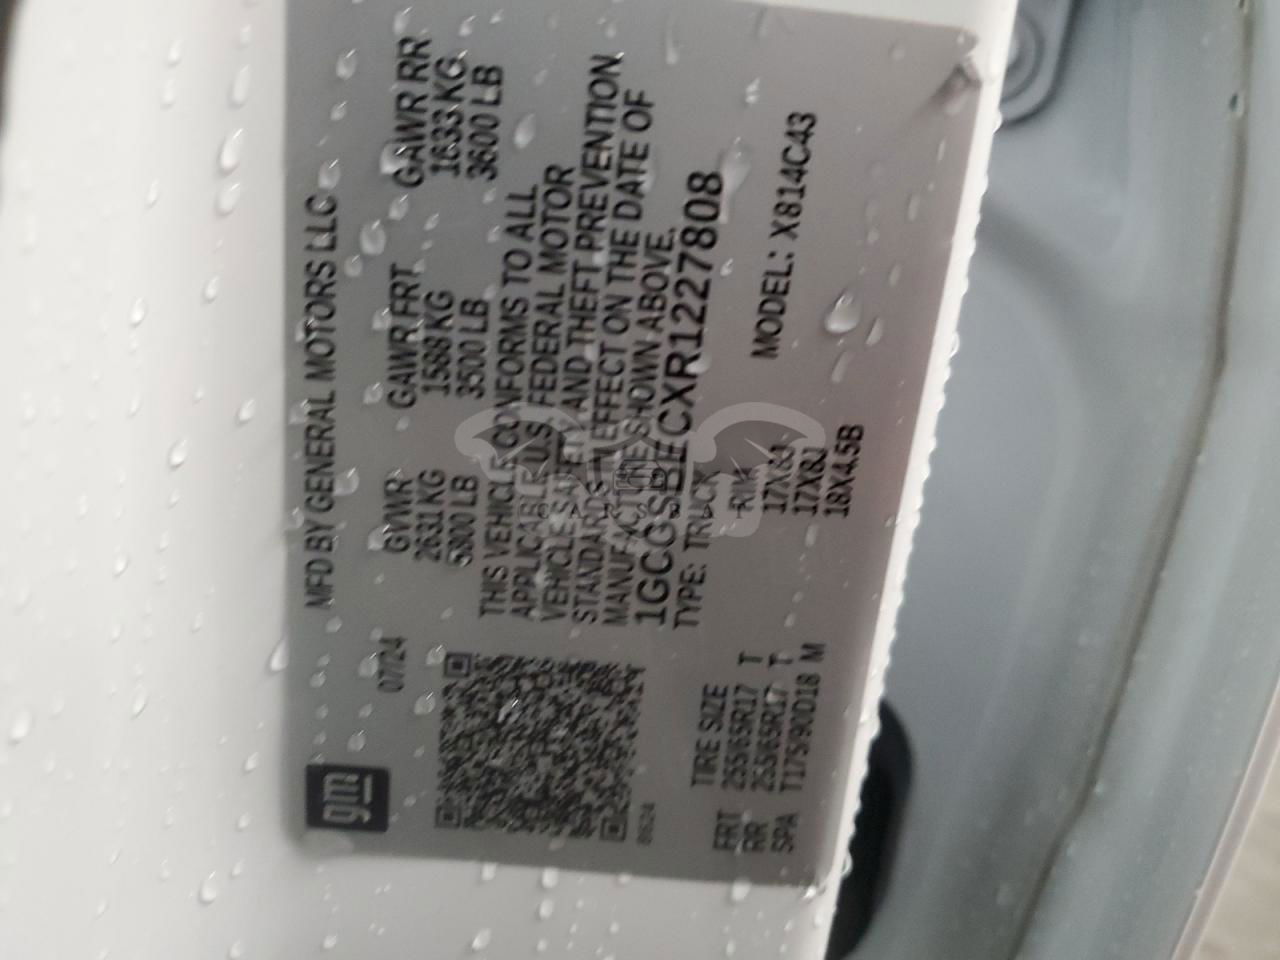 gm
MFD BY GENERAL MOTORS LLC
07/24
GVWR GAWR FRT GAWR RR
2631 KG 1588 KG 1633 KG
5800 LB 3500 LB 3600 LB
THIS VEHICLE CONFORMS TO ALL
APPLICABLE U.S. FEDERAL MOTOR
VEHICLE SAFETY AND THEFT PREVENTION
STANDARDS IN EFFECT ON THE DATE OF
MANUFACTURE SHOWN ABOVE.
1GCGSBECXR1227808
TYPE: TRUCK
8624
MODEL: X814C43
TIRE SIZE RIM
FRT 255/65R17 T 17X8J
RR 255/65R17 T 17X8J
SPA T175/90D18 M 18X4.5B